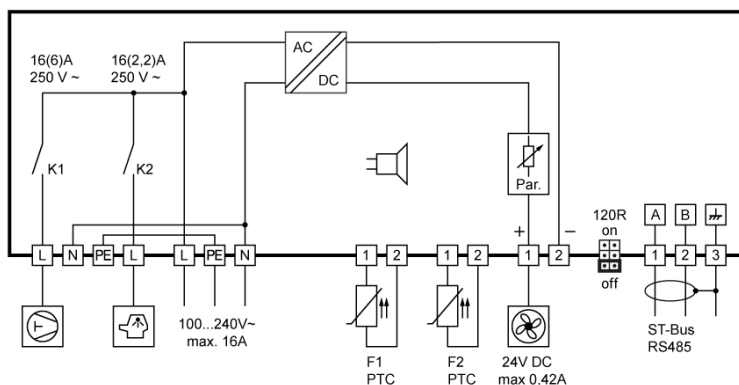 16(6)A
250 V ~
16(2,2)A
250 V ~
AC
DC
K1
K2
Par.
+
−
120R
on
off
A
B
L
N
PE
L
L
PE
N
1
2
1
2
1
2
1
2
3
100...240V~
max. 16A
F1
PTC
F2
PTC
24V DC
max 0.42A
ST-Bus
RS485